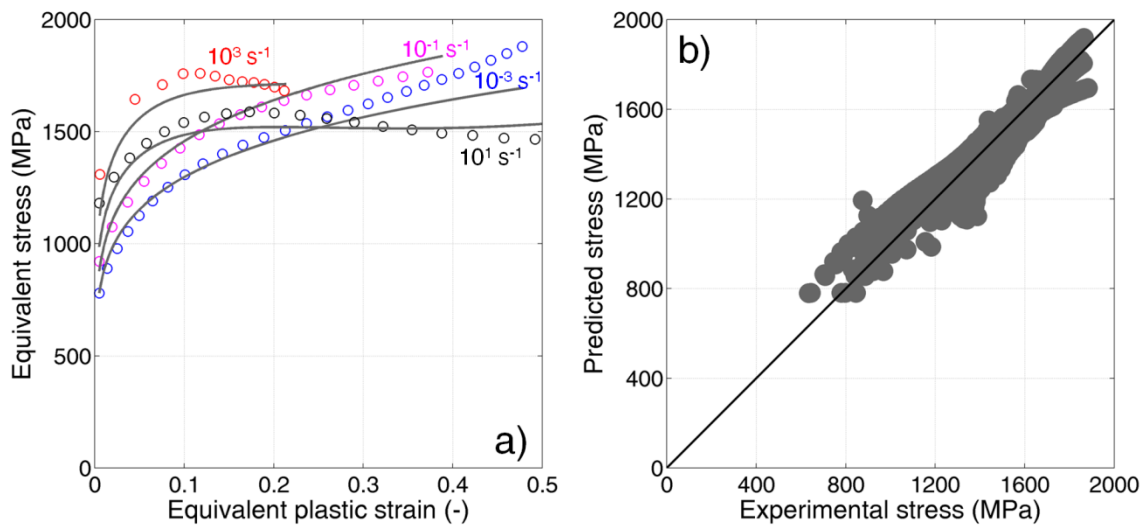 a)
Equivalent stress (MPa)
2000
1500
1000
500
0
10³ s⁻¹
10⁻¹ s⁻¹
10⁻³ s⁻¹
10¹ s⁻¹
0 0.1 0.2 0.3 0.4 0.5
Equivalent plastic strain (-)
b)
Predicted stress (MPa)
2000
1600
1200
800
400
0
0 400 800 1200 1600 2000
Experimental stress (MPa)